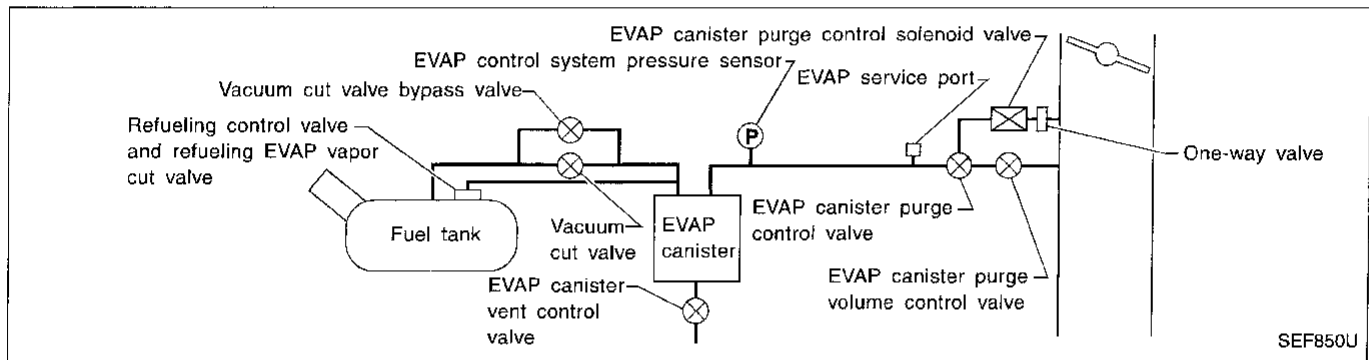 EVAP canister purge control solenoid valve
EVAP control system pressure sensor
EVAP service port
Vacuum cut valve bypass valve
Refueling control valve
and refueling EVAP vapor
cut valve
P
One-way valve
Fuel tank
Vacuum
cut valve
EVAP
canister
EVAP canister purge
control valve
EVAP canister
vent control
valve
EVAP canister purge
volume control valve
SEF850U